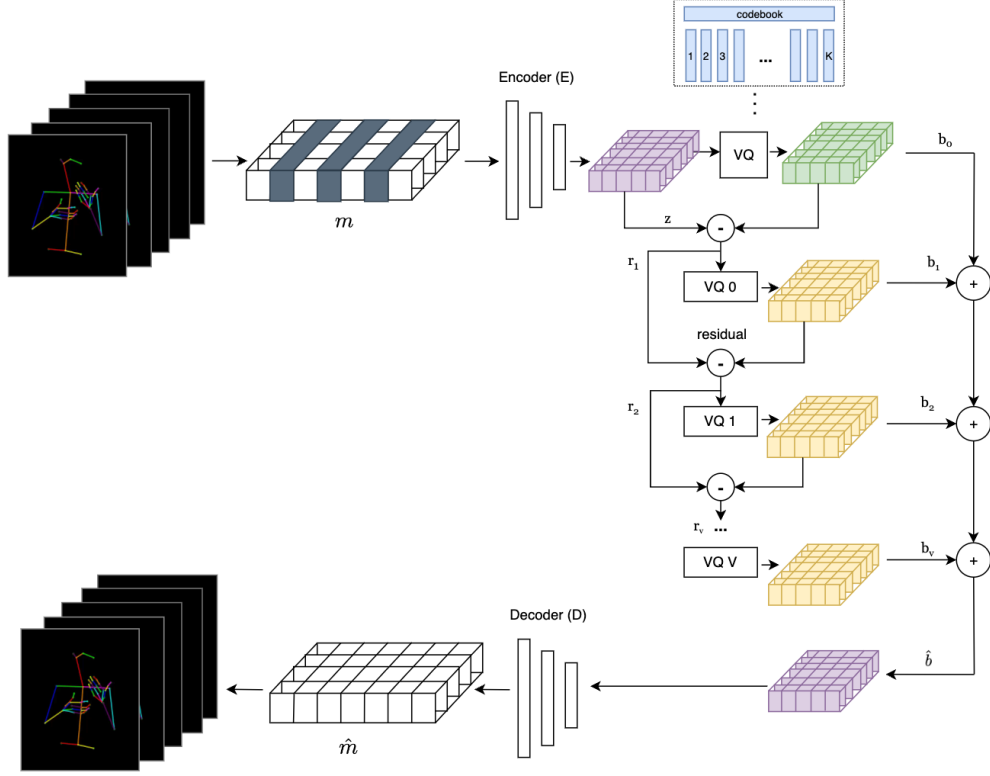 codebook
1 2 3 ... K
Encoder (E)
VQ
b₀
m
z
-
r₁
VQ 0
b₁
+
residual
-
r₂
VQ 1
b₂
+
-
rᵥ ...
VQ V
bᵥ
+
Decoder (D)
b̂
m̂